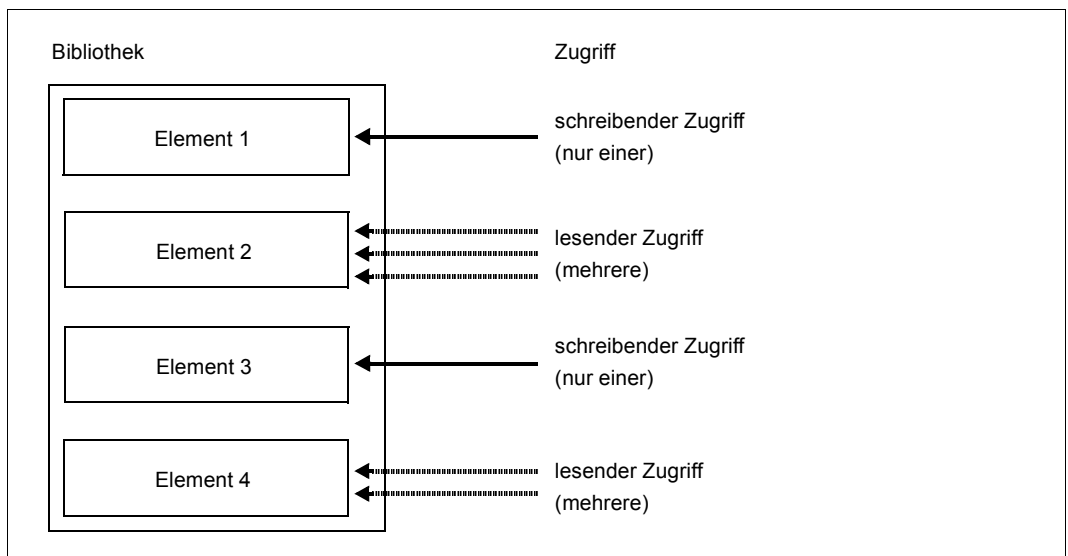 Bibliothek
Zugriff
Element 1
schreibender Zugriff
(nur einer)
Element 2
lesender Zugriff
(mehrere)
Element 3
schreibender Zugriff
(nur einer)
Element 4
lesender Zugriff
(mehrere)